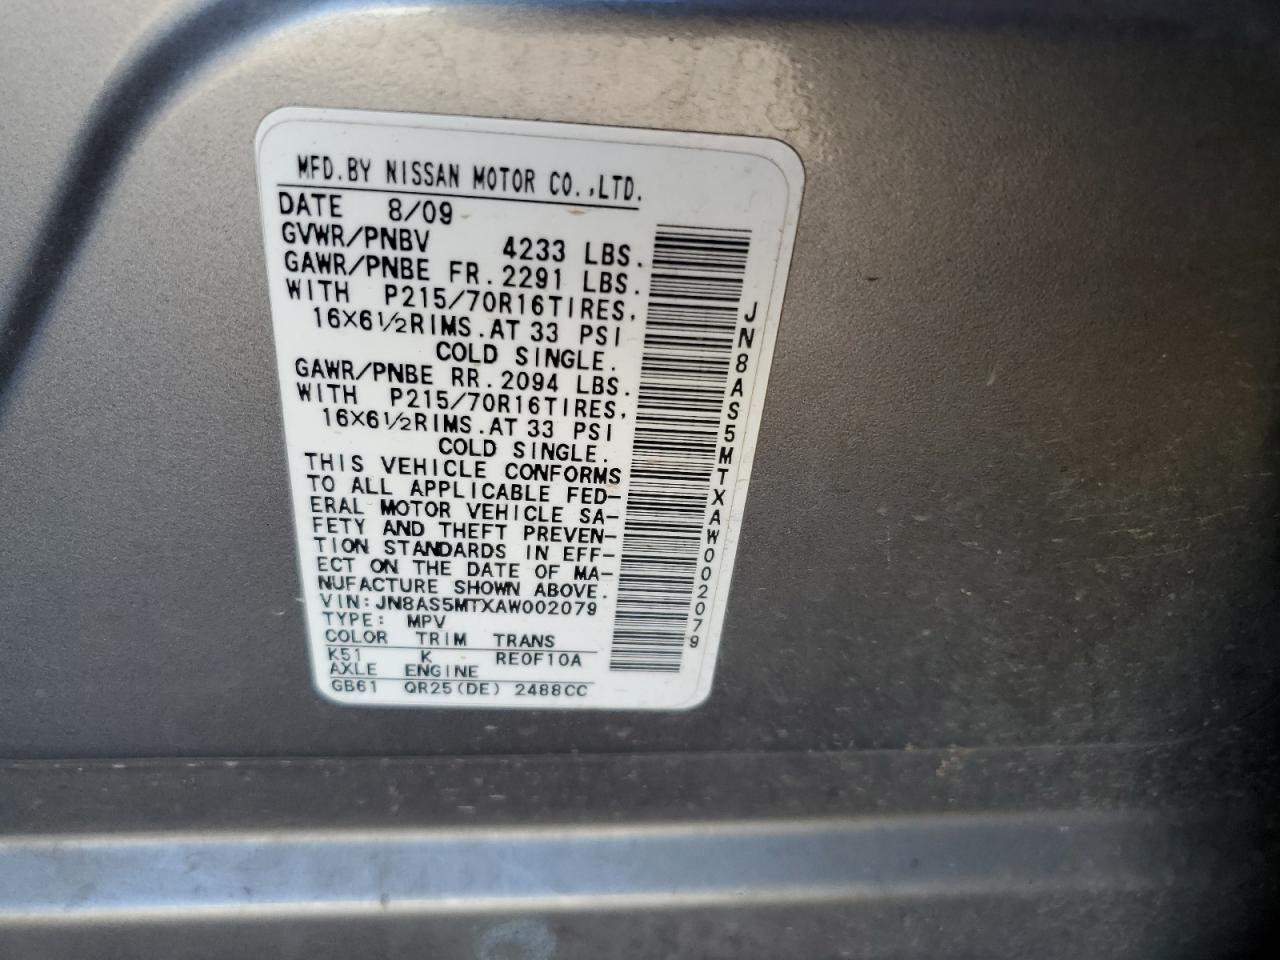 MFD.BY NISSAN MOTOR CO.,LTD.
DATE 8/09
GVWR/PNBV 4233 LBS.
GAWR/PNBE FR.2291 LBS.
WITH P215/70R16TIRES,
16X6½RIMS.AT 33 PSI
COLD SINGLE.
GAWR/PNBE RR.2094 LBS.
WITH P215/70R16TIRES,
16X6½RIMS.AT 33 PSI
COLD SINGLE.
THIS VEHICLE CONFORMS
TO ALL APPLICABLE FED-
ERAL MOTOR VEHICLE SA-
FETY AND THEFT PREVEN-
TION STANDARDS IN EFF-
ECT ON THE DATE OF MA-
NUFACTURE SHOWN ABOVE.
VIN:JN8AS5MTXAW002079
TYPE: MPV
COLOR TRIM TRANS
K51 K RE0F10A
AXLE ENGINE
GB61 QR25(DE) 2488CC
JN8AS5MTXAW002079